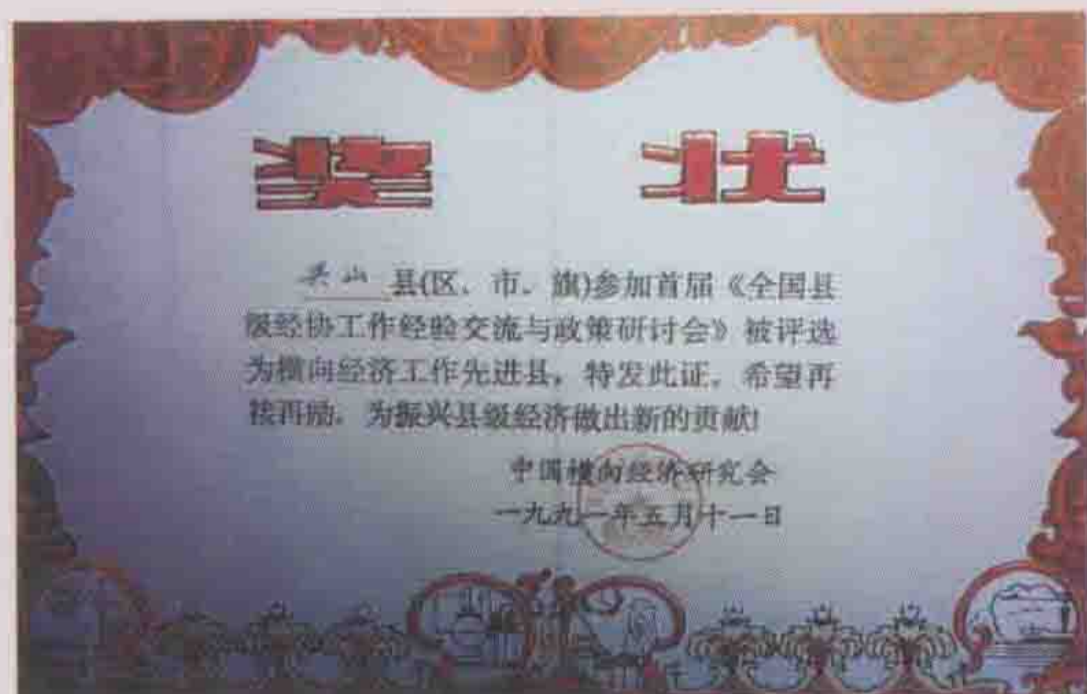 奖 状
山 县(区、市、旗)参加首届《全国县
级经协工作经验交流与政策研讨会》被评选
为横向经济工作先进县，特发此证，希望再
接再励，为振兴县级经济做出新的贡献!
中国横向经济研究会
一九九一年五月十一日